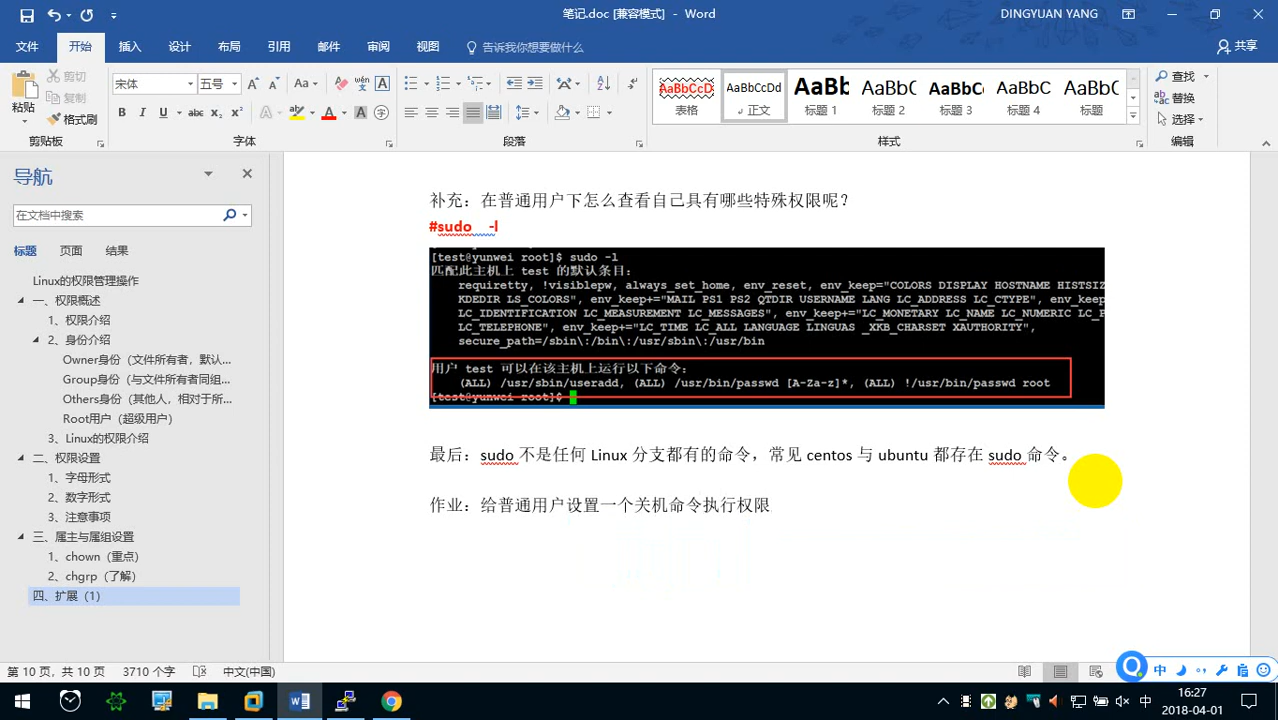 笔记.doc [兼容模式] - Word
DINGYUAN YANG
文件 开始 插入 设计 布局 引用 邮件 审阅 视图 告诉我你想要做什么 共享
粘贴
剪切
复制
格式刷
宋体 五号
AaBbCcD AaBbCcDd AaBb AaBbC AaBbC AaBbC AaBbC
表格 正文 标题 1 标题 2 标题 3 标题 4 标题
查找
替换
选择
剪贴板 字体 段落 样式 编辑
导航
在文档中搜索
标题 页面 结果
Linux的权限管理操作
一、权限概述
1、权限介绍
2、身份介绍
Owner身份（文件所有者，默认...
Group身份（与文件所有者同组...
Others身份（其他人，相对于所...
Root用户（超级用户）
3、Linux的权限介绍
二、权限设置
1、字母形式
2、数字形式
3、注意事项
三、属主与属组设置
1、chown（重点）
2、chgrp（了解）
四、扩展（1）
补充：在普通用户下怎么查看自己具有哪些特殊权限呢？
#sudo -l
[test@yunwei root]$ sudo -l
匹配此主机上 test 的默认条目：
requiretty, !visiblepw, always_set_home, env_reset, env_keep="COLORS DISPLAY HOSTNAME HISTSIZ
KDEDIR LS_COLORS", env_keep+="MAIL PS1 PS2 QTDIR USERNAME LANG LC_ADDRESS LC_CTYPE",
LC_IDENTIFICATION LC_MEASUREMENT LC_MESSAGES", env_keep+="LC_MONETARY LC_NAME LC_NUMERIC LC_P
LC_TELEPHONE", env_keep+="LC_TIME LC_ALL LANGUAGE LINGUAS _XKB_CHARSET XAUTHORITY",
secure_path=/sbin\:/bin\:/usr/sbin\:/usr/bin
用户 test 可以在该主机上运行以下命令：
(ALL) /usr/sbin/useradd, (ALL) /usr/bin/passwd [A-Za-z]*, (ALL) !/usr/bin/passwd root
[test@yunwei root]$
最后：sudo 不是任何 Linux 分支都有的命令，常见 centos 与 ubuntu 都存在 sudo 命令。
作业：给普通用户设置一个关机命令执行权限
第 10 页，共 10 页 3710 个字 中文(中国)
中
中
16:27
2018-04-01